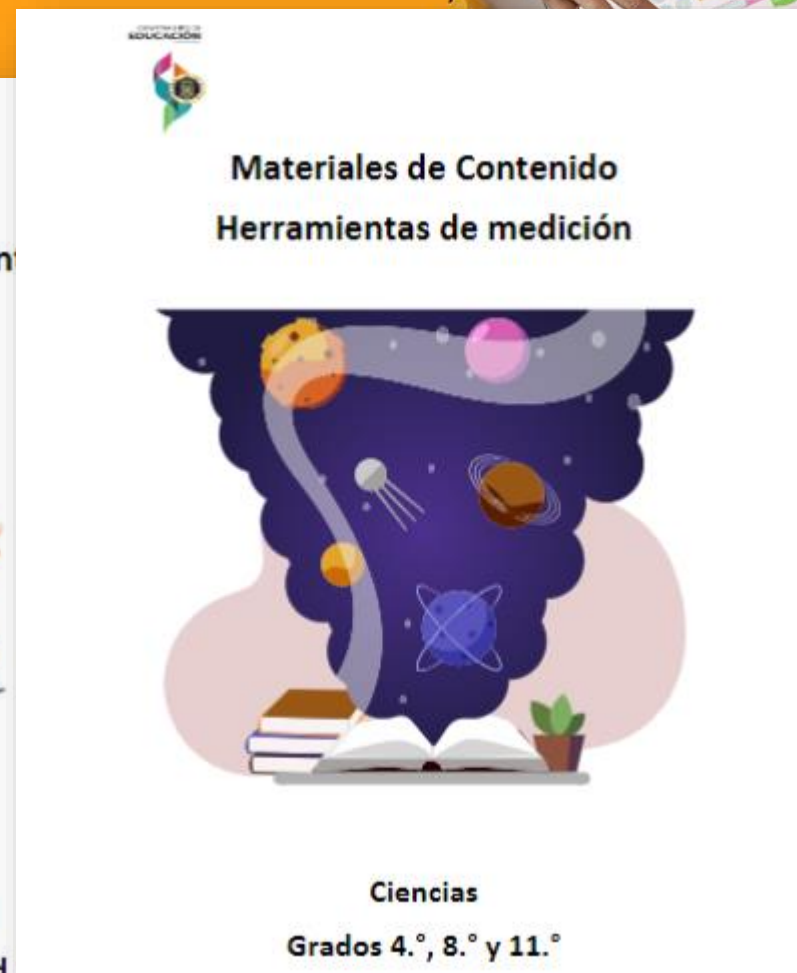 EDUCACIÓN
Materiales de Contenido
Herramientas de medición
Ciencias
Grados 4.°, 8.° y 11.°